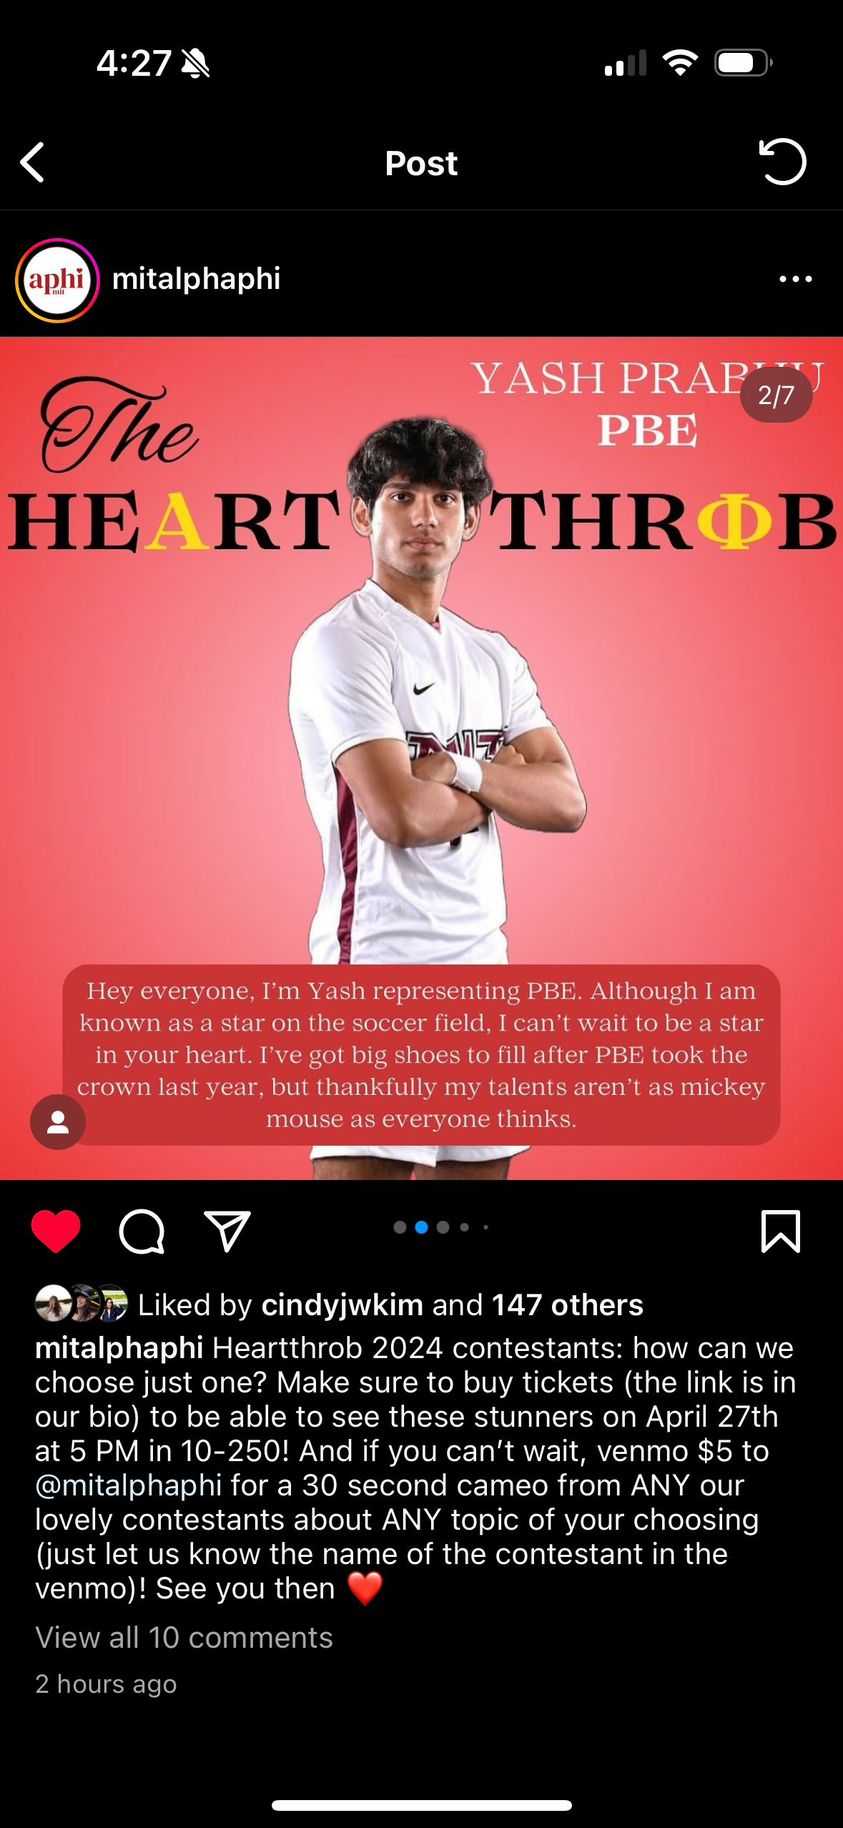 4:27
Post
aphi
mit
mitalphaphi
The
YASH PRABHU
2/7
PBE
HEART THRΦB
MIT
Hey everyone, I'm Yash representing PBE. Although I am
known as a star on the soccer field, I can't wait to be a star
in your heart. I've got big shoes to fill after PBE took the
crown last year, but thankfully my talents aren't as mickey
mouse as everyone thinks.
Liked by cindyjwkim and 147 others
mitalphaphi Heartthrob 2024 contestants: how can we
choose just one? Make sure to buy tickets (the link is in
our bio) to be able to see these stunners on April 27th
at 5 PM in 10-250! And if you can't wait, venmo $5 to
@mitalphaphi for a 30 second cameo from ANY our
lovely contestants about ANY topic of your choosing
(just let us know the name of the contestant in the
venmo)! See you then ❤️
View all 10 comments
2 hours ago